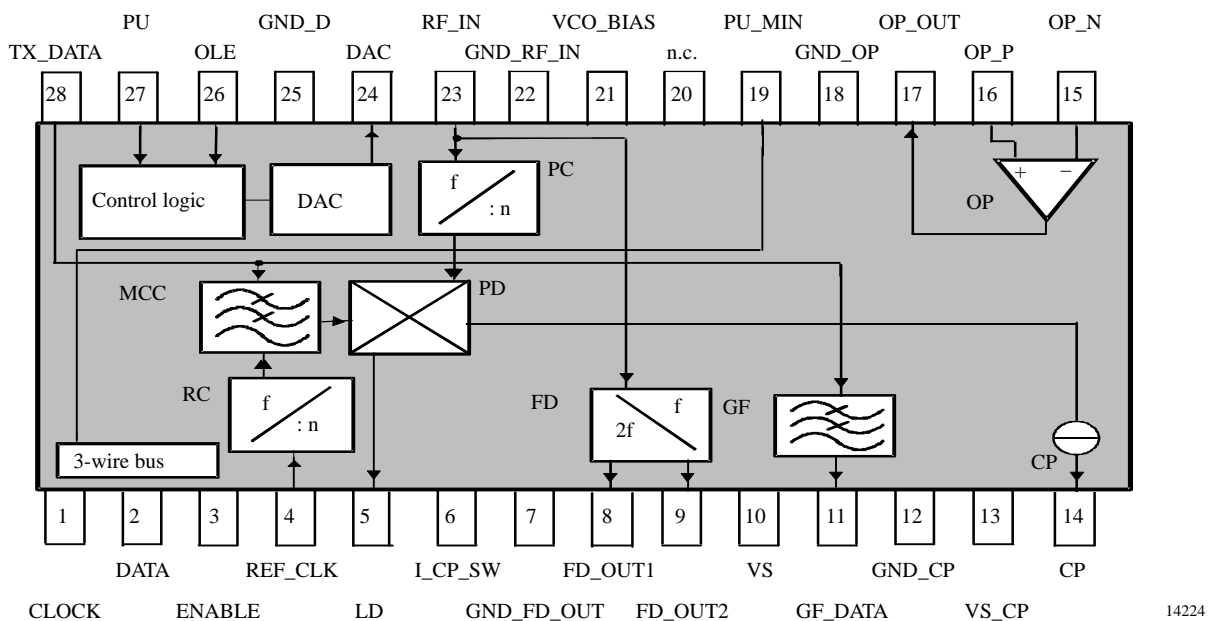 PU GND_D RF_IN VCO_BIAS PU_MIN OP_OUT OP_N
TX_DATA OLE DAC GND_RF_IN n.c. GND_OP OP_P
28 27 26 25 24 23 22 21 20 19 18 17 16 15
Control logic
DAC
f
: n
PC
+ −
OP
MCC
PD
RC
f
: n
FD
f
2f
GF
CP
3-wire bus
1 2 3 4 5 6 7 8 9 10 11 12 13 14
DATA REF_CLK I_CP_SW FD_OUT1 VS GND_CP CP
CLOCK ENABLE LD GND_FD_OUT FD_OUT2 GF_DATA VS_CP
14224